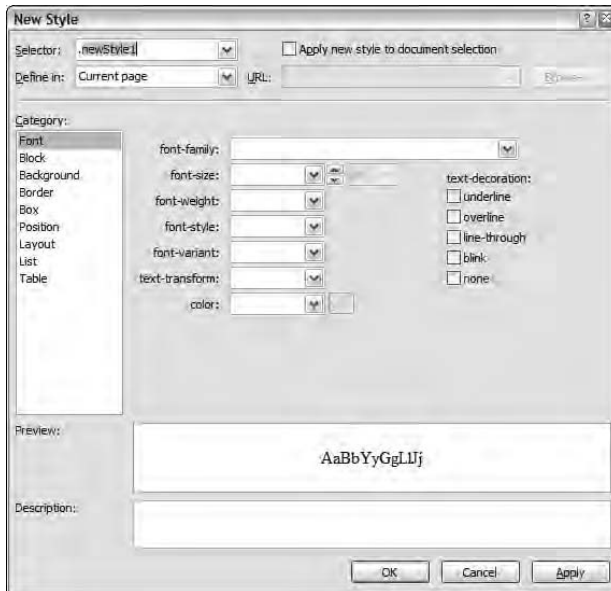 New Style
Selector: .newStyle1
Apply new style to document selection
Define in: Current page
URL:
Browse...
Category:
Font
Block
Background
Border
Box
Position
Layout
List
Table
font-family:
font-size:
font-weight:
font-style:
font-variant:
text-transform:
color:
text-decoration:
underline
overline
line-through
blink
none
Preview:
AaBbYyGgLlJj
Description:
OK
Cancel
Apply